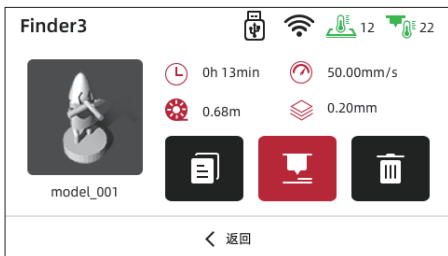 Finder3 12 22
0h 13min 50.00mm/s
0.68m 0.20mm
model_001
返回